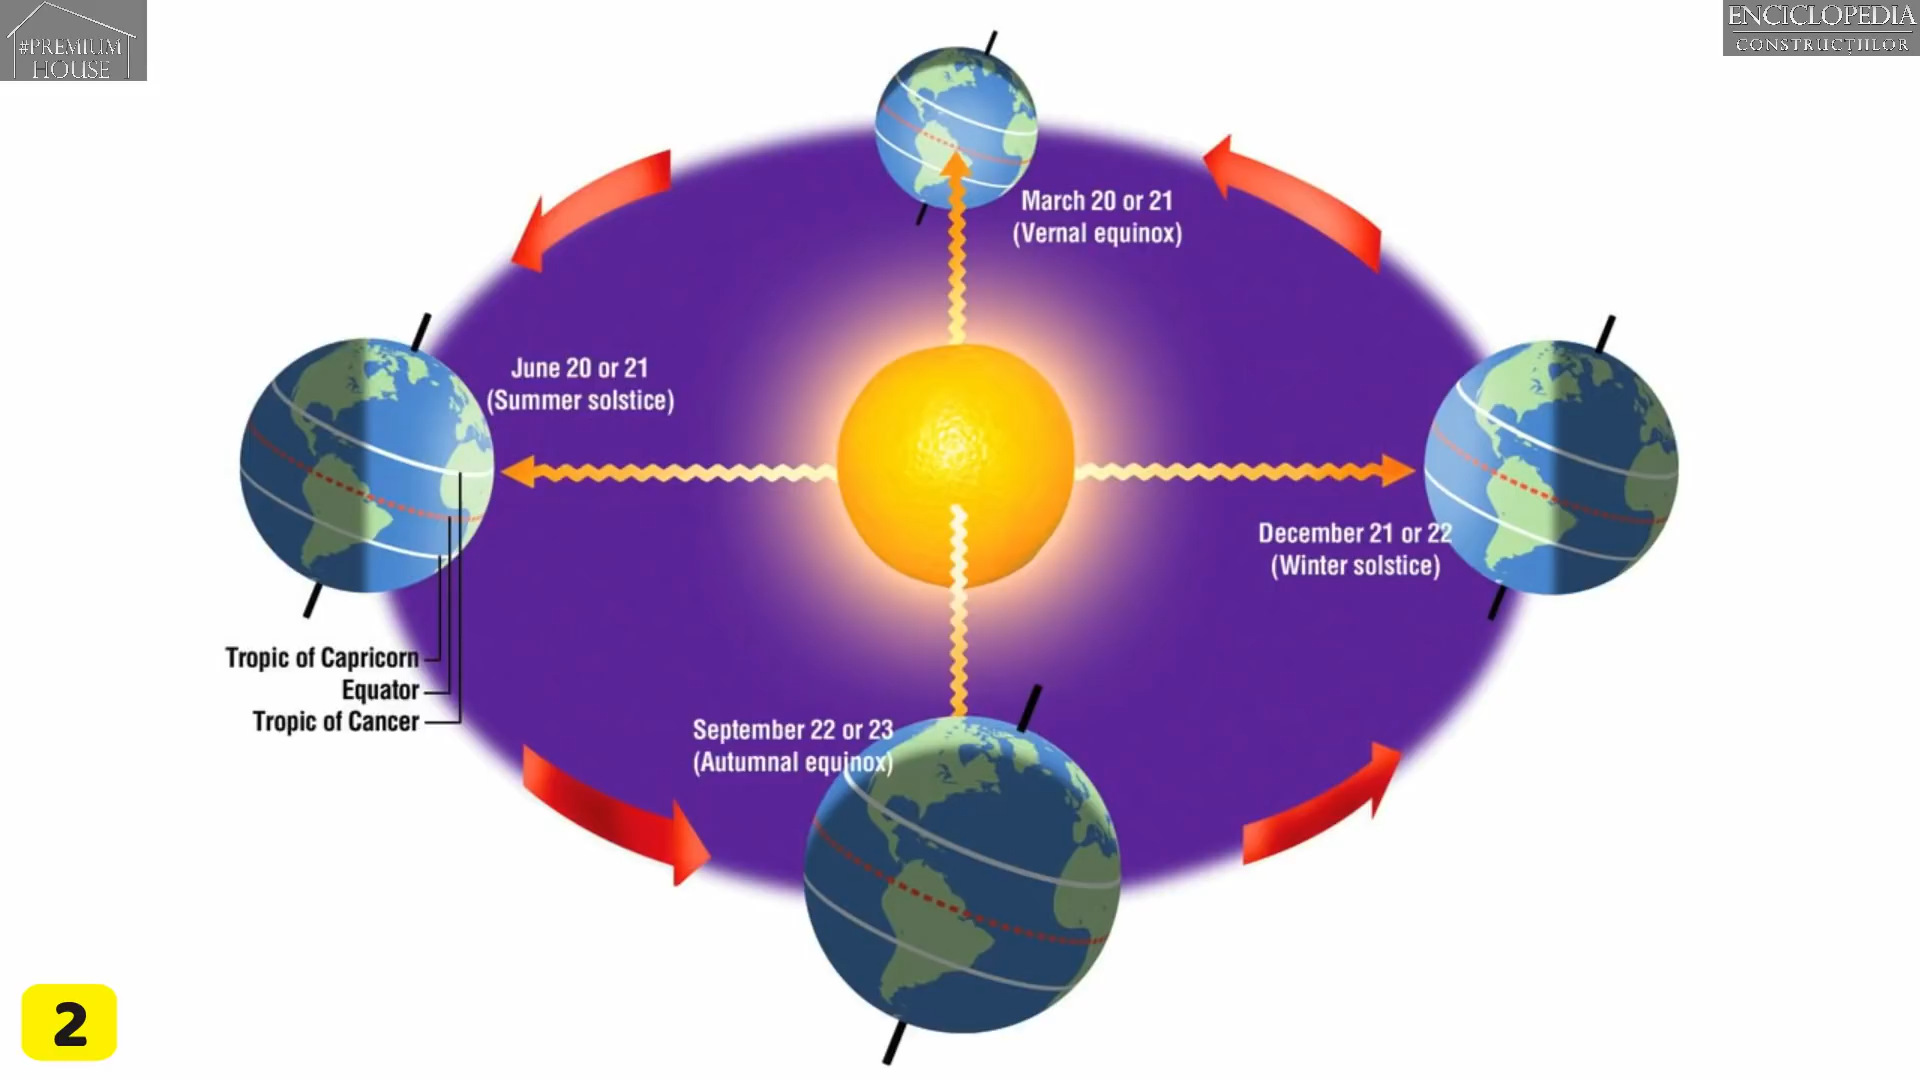 #PREMIUM
HOUSE
ENCICLOPEDIA
CONSTRUCȚIILOR
March 20 or 21
(Vernal equinox)
June 20 or 21
(Summer solstice)
December 21 or 22
(Winter solstice)
Tropic of Capricorn
Equator
Tropic of Cancer
September 22 or 23
(Autumnal equinox)
2